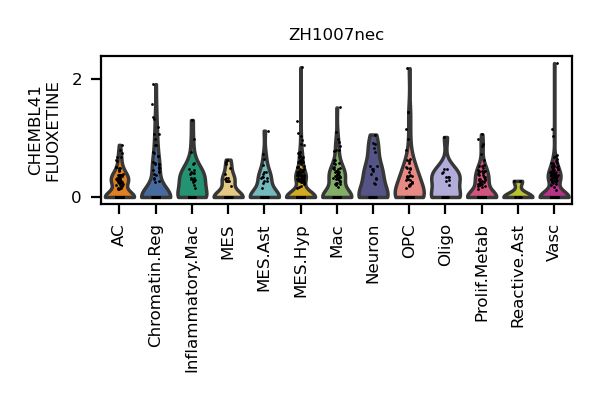 ZH1007nec
CHEMBL41
FLUOXETINE
2
0
AC
Chromatin.Reg
Inflammatory.Mac
MES
MES.Ast
MES.Hyp
Mac
Neuron
OPC
Oligo
Prolif.Metab
Reactive.Ast
Vasc